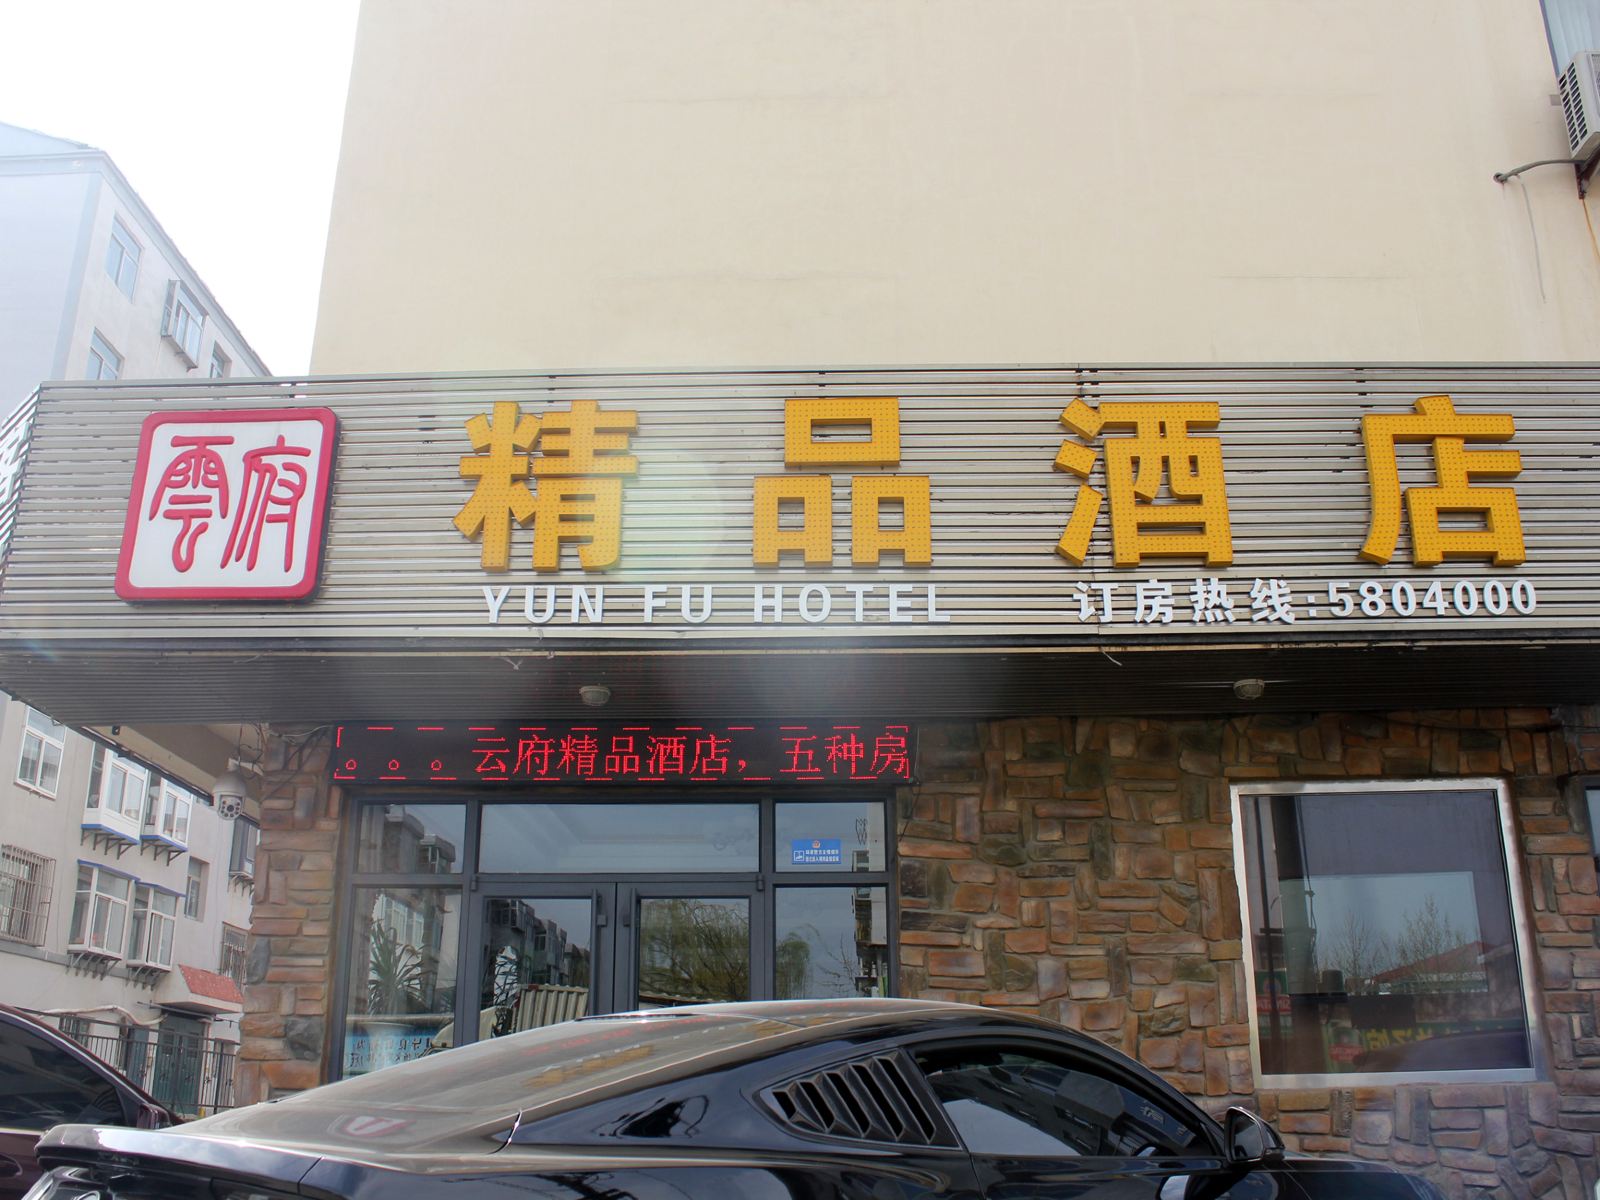 雲府
精品酒店
YUN FU HOTEL
订房热线:5804000
。。。云府精品酒店，五种房